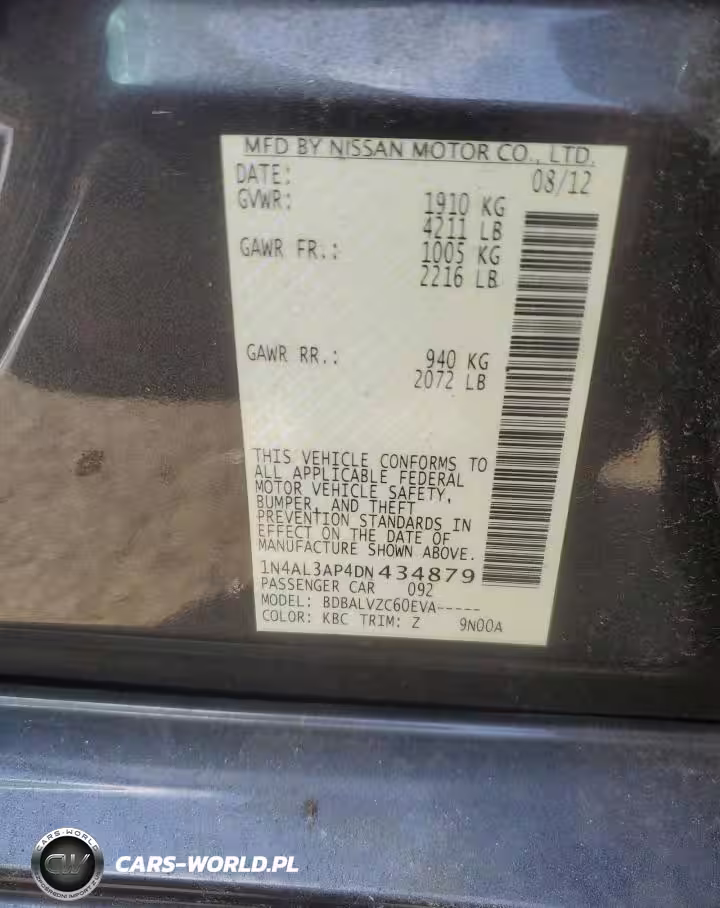 MFD BY NISSAN MOTOR CO., LTD.
DATE: 08/12
GVWR: 1910 KG
4211 LB
GAWR FR.: 1005 KG
2216 LB
GAWR RR.: 940 KG
2072 LB
THIS VEHICLE CONFORMS TO
ALL APPLICABLE FEDERAL
MOTOR VEHICLE SAFETY,
BUMPER, AND THEFT
PREVENTION STANDARDS IN
EFFECT ON THE DATE OF
MANUFACTURE SHOWN ABOVE.
1N4AL3AP4DN434879
PASSENGER CAR 092
MODEL: BDBALVZC60EVA-----
COLOR: KBC TRIM: Z 9N00A
CARS-WORLD
CW
CARS-WORLD.PL